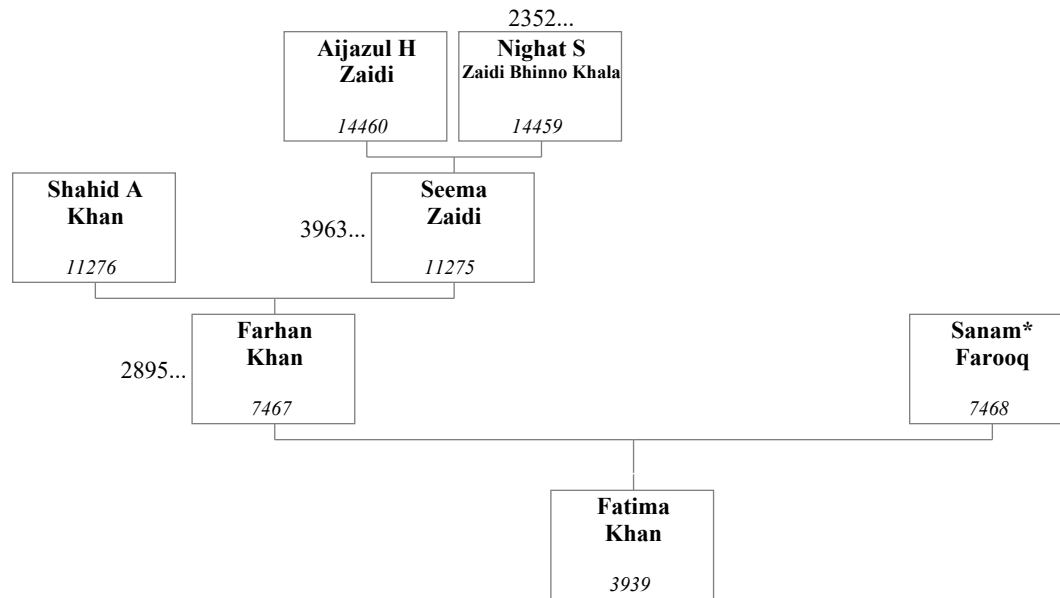 2352...
Aijazul H
Zaidi
14460
Nighat S
Zaidi Bhinno Khala
14459
Shahid A
Khan
11276
3963...
Seema
Zaidi
11275
2895...
Farhan
Khan
7467
Sanam*
Farooq
7468
Fatima
Khan
3939